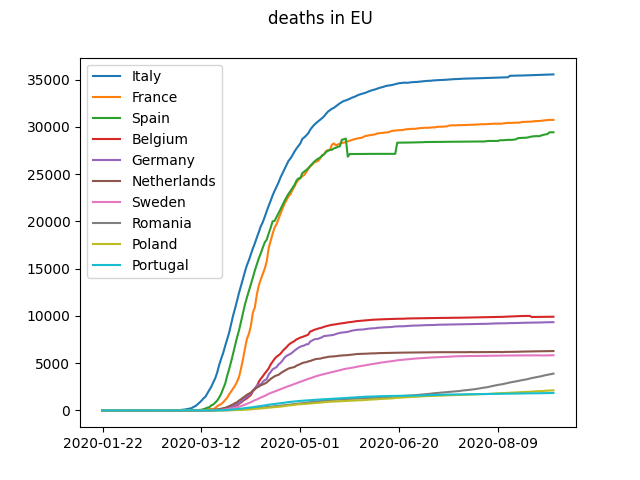 deaths in EU
35000
30000
25000
20000
15000
10000
5000
0
Italy
France
Spain
Belgium
Germany
Netherlands
Sweden
Romania
Poland
Portugal
2020-01-22 2020-03-12 2020-05-01 2020-06-20 2020-08-09